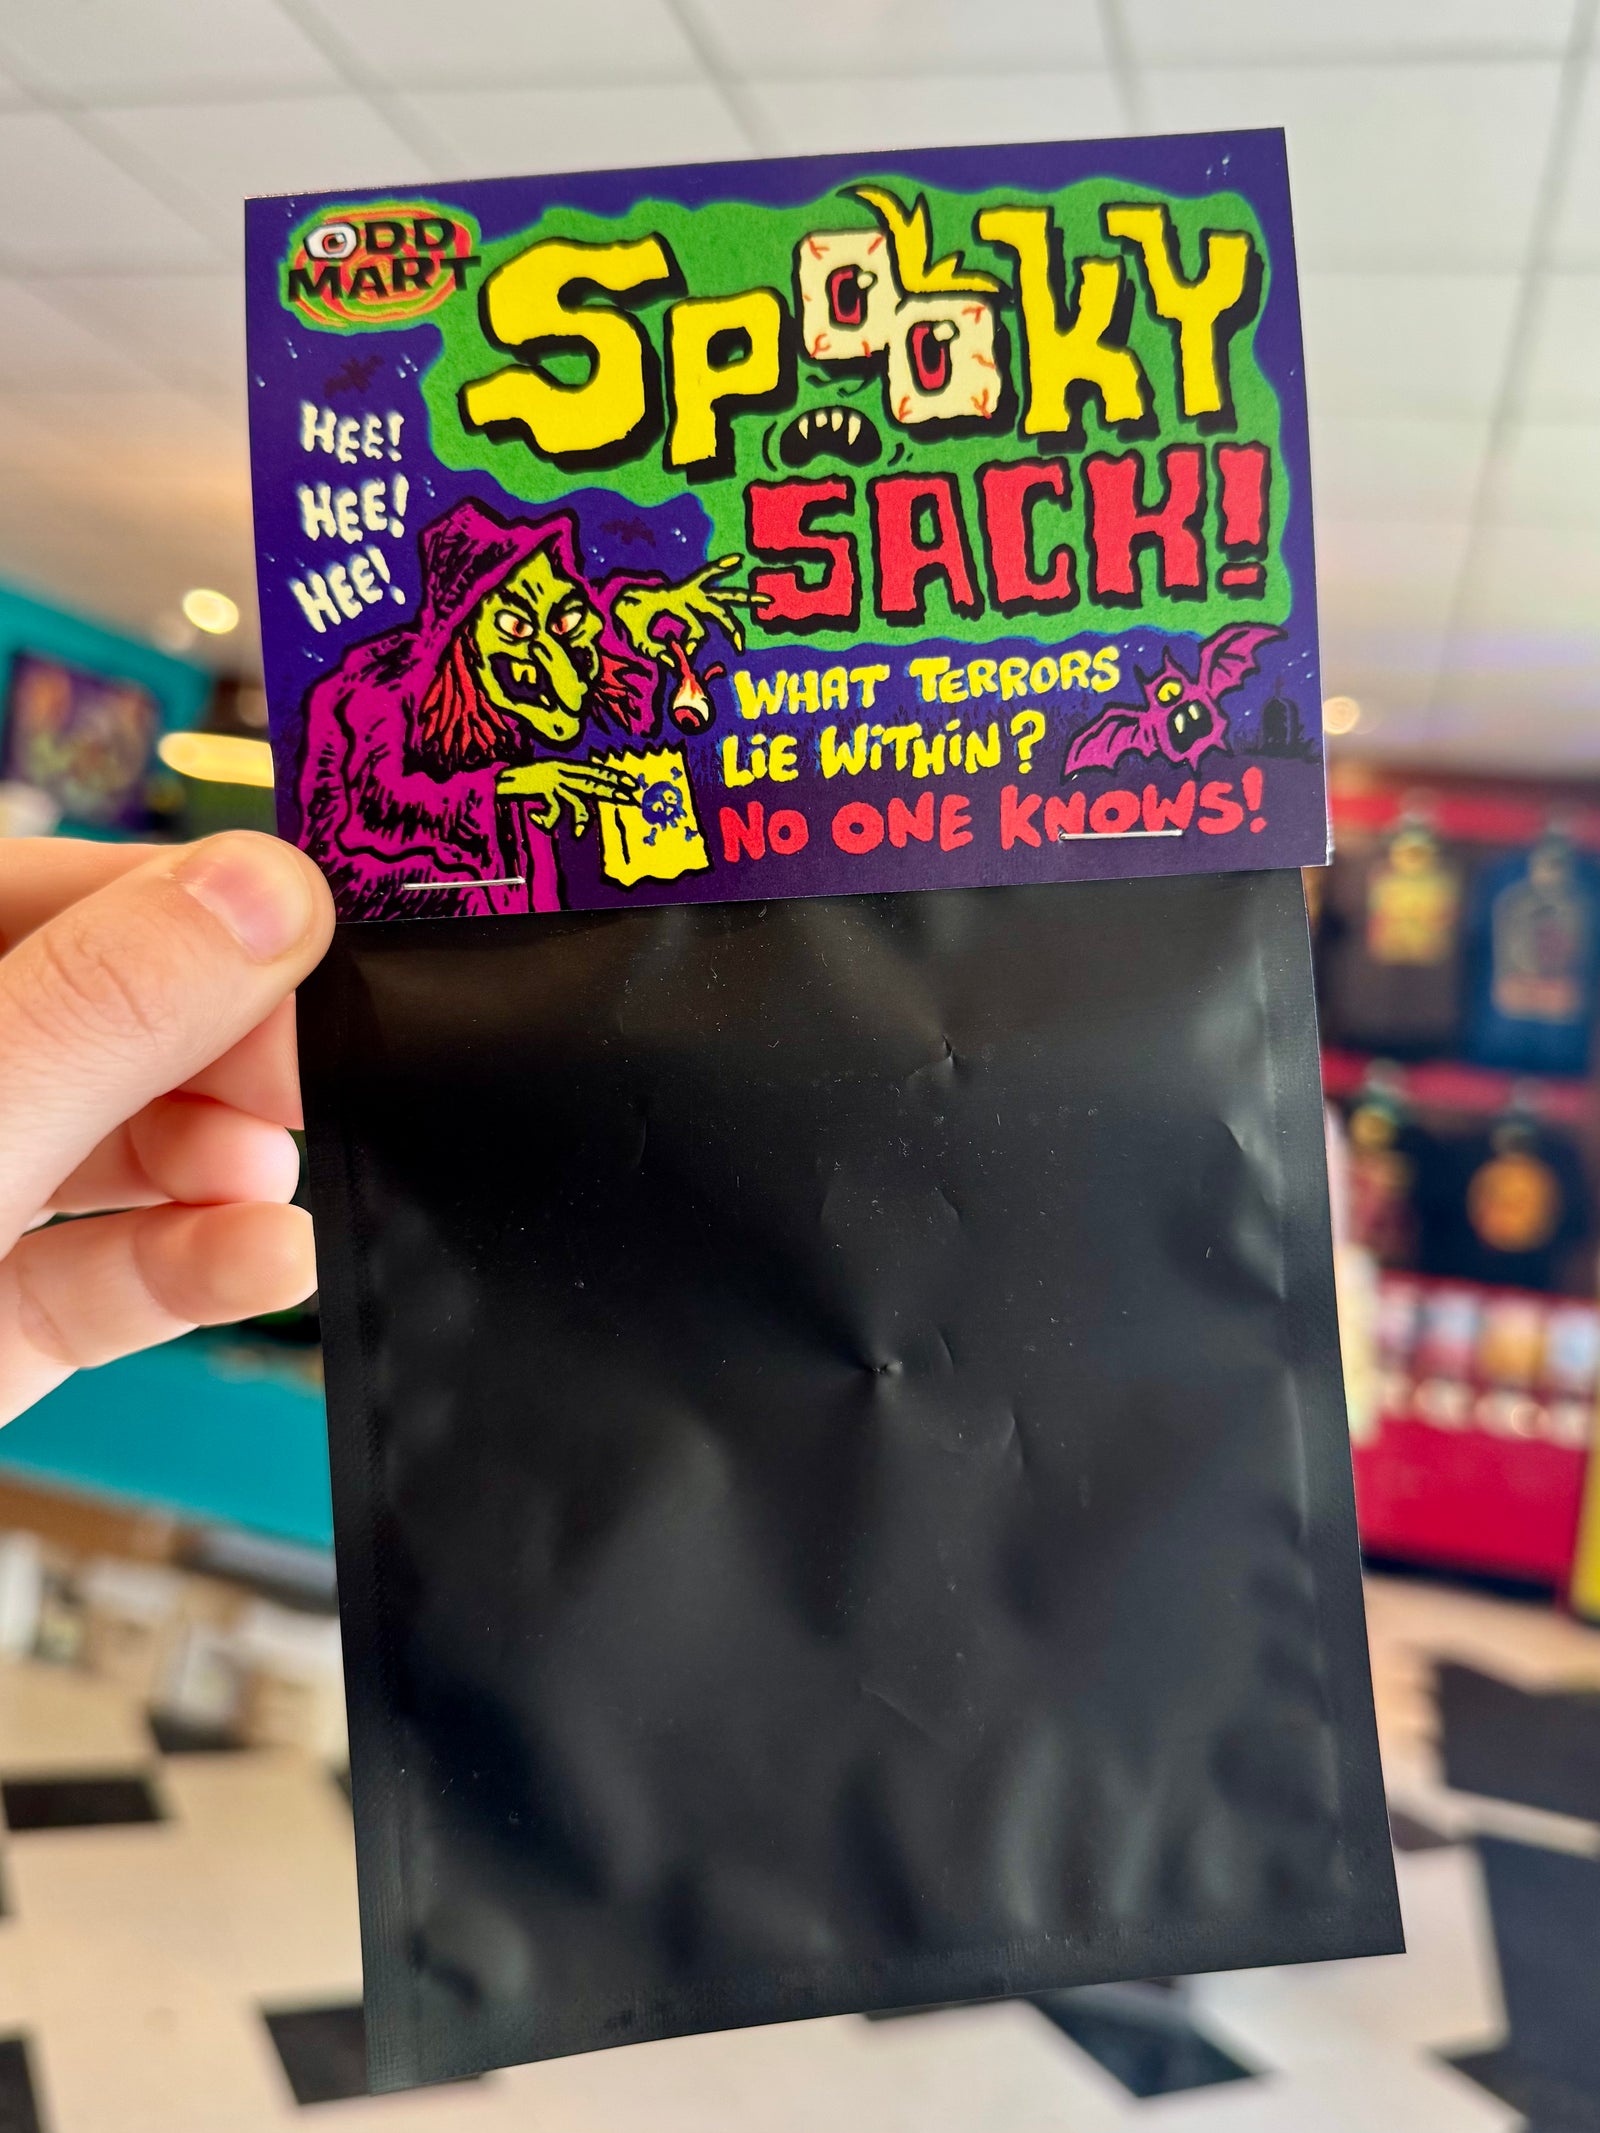 ODD
MART
SpOOKY
SACK!
HEE!
HEE!
HEE!
WHAT TERRORS
LiE WiTHiN?
NO ONE KNOWS!